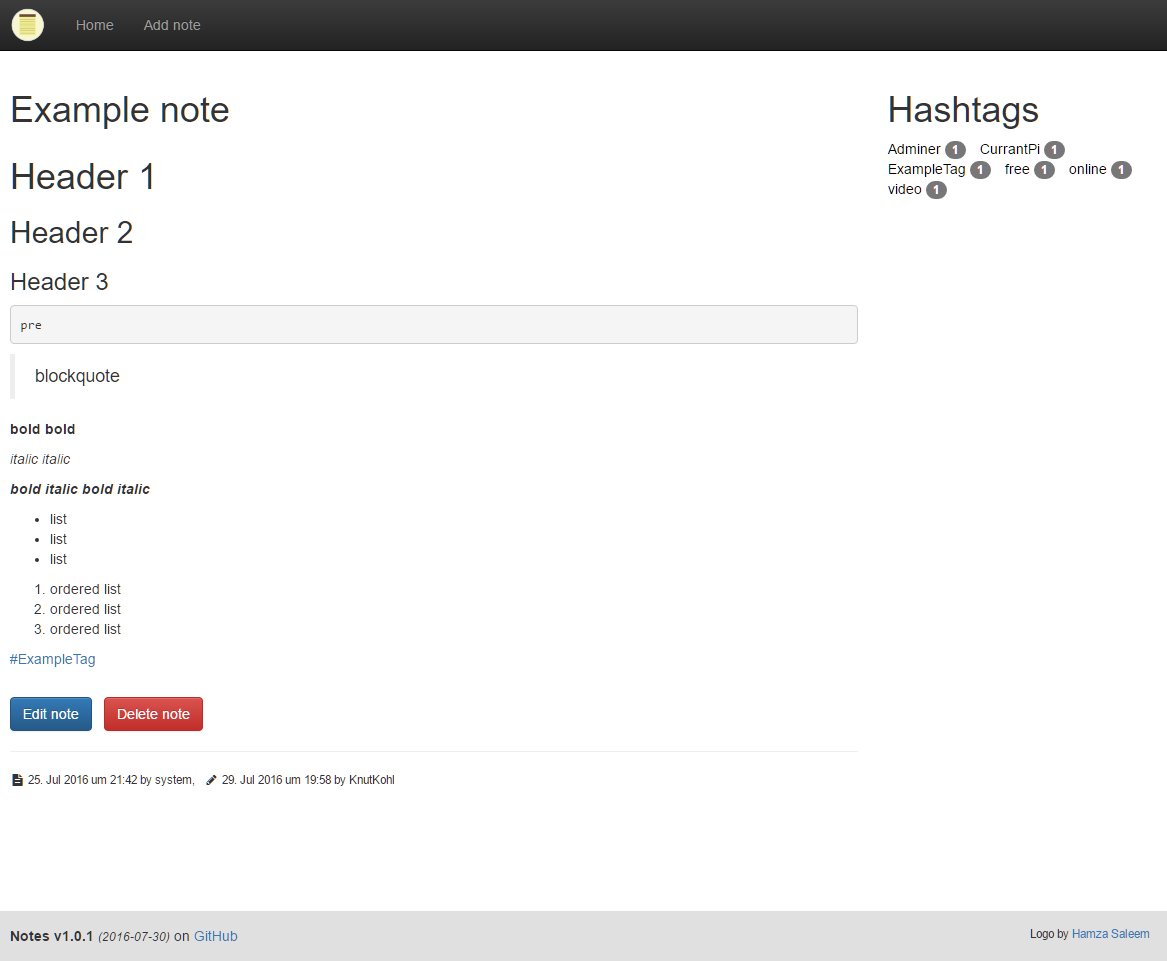 Home Add note
Example note
Header 1
Header 2
Header 3
pre
blockquote
bold bold
italic italic
bold italic bold italic
• list
• list
• list
1. ordered list
2. ordered list
3. ordered list
#ExampleTag
Edit note Delete note
25. Jul 2016 um 21:42 by system, 29. Jul 2016 um 19:58 by KnutKohl
Hashtags
Adminer 1 CurrantPi 1
ExampleTag 1 free 1 online 1
video 1
Notes v1.0.1 (2016-07-30) on GitHub
Logo by Hamza Saleem